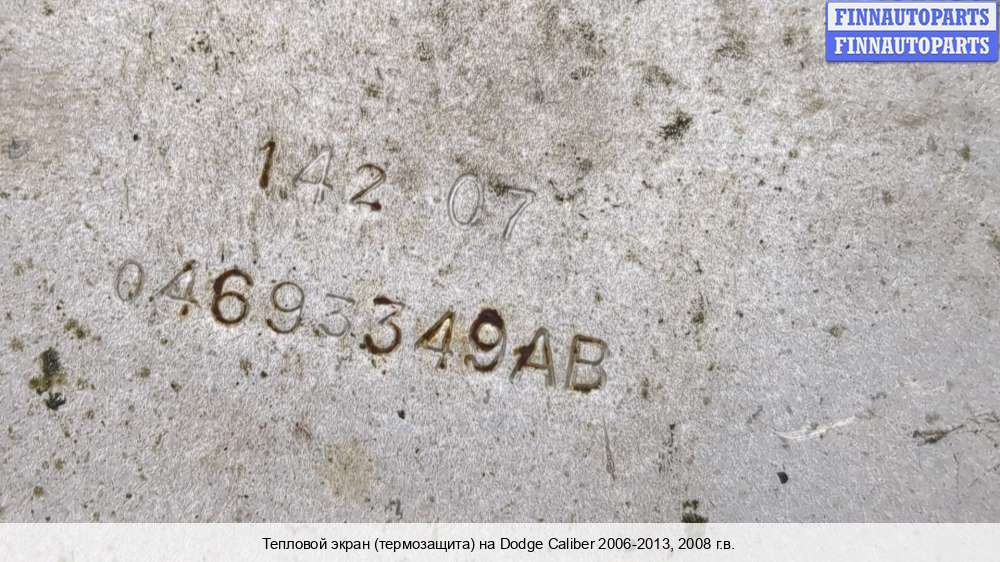 FINNAUTOPARTS
FINNAUTOPARTS
142 07
04693349AB
Тепловой экран (термозащита) на Dodge Caliber 2006-2013, 2008 г.в.